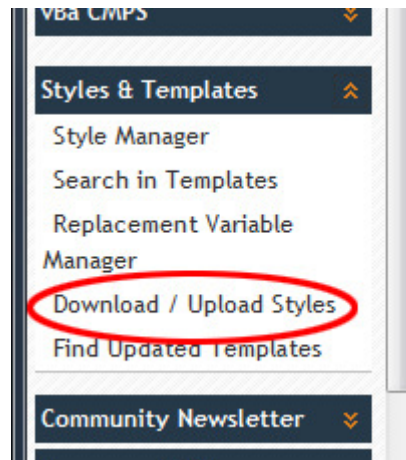 vBa CMPS
Styles & Templates
Style Manager
Search in Templates
Replacement Variable
Manager
Download / Upload Styles
Find Updated Templates
Community Newsletter